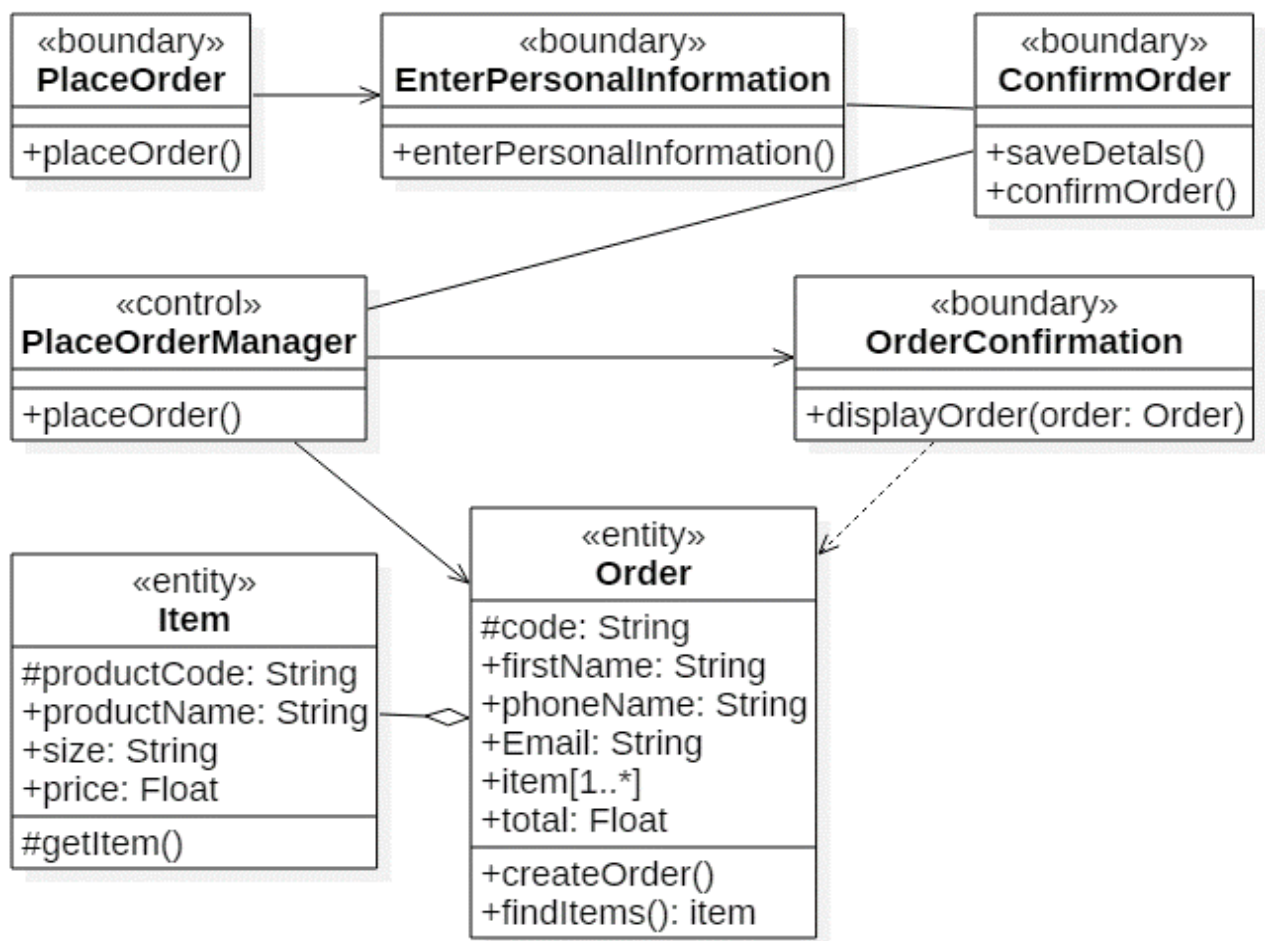 «boundary»
PlaceOrder
+placeOrder()
«boundary»
EnterPersonalInformation
+enterPersonalInformation()
«boundary»
ConfirmOrder
+saveDetals()
+confirmOrder()
«control»
PlaceOrderManager
+placeOrder()
«boundary»
OrderConfirmation
+displayOrder(order: Order)
«entity»
Item
#productCode: String
+productName: String
+size: String
+price: Float
#getItem()
«entity»
Order
#code: String
+firstName: String
+phoneName: String
+Email: String
+item[1..*]
+total: Float
+createOrder()
+findItems(): item